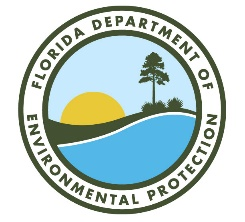 FLORIDA DEPARTMENT OF
ENVIRONMENTAL PROTECTION